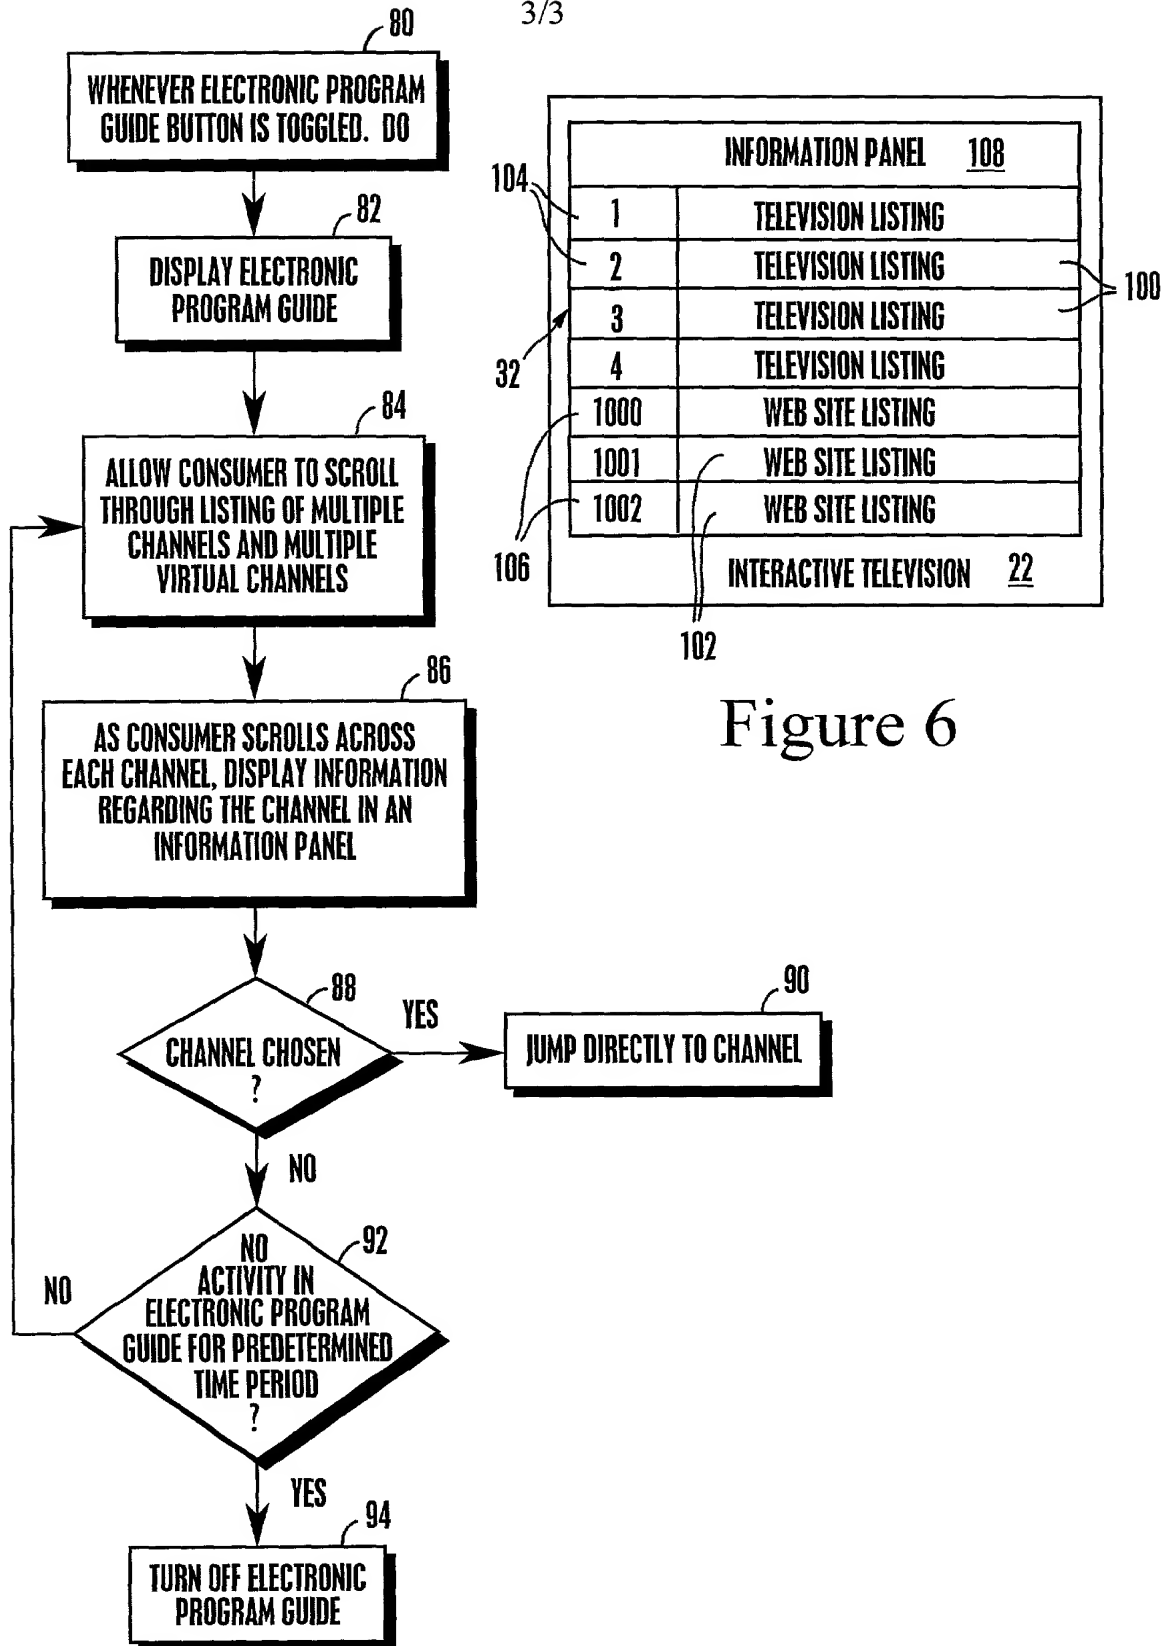 3/3
80
WHENEVER ELECTRONIC PROGRAM
GUIDE BUTTON IS TOGGLED. DO
82
DISPLAY ELECTRONIC
PROGRAM GUIDE
84
ALLOW CONSUMER TO SCROLL
THROUGH LISTING OF MULTIPLE
CHANNELS AND MULTIPLE
VIRTUAL CHANNELS
86
AS CONSUMER SCROLLS ACROSS
EACH CHANNEL, DISPLAY INFORMATION
REGARDING THE CHANNEL IN AN
INFORMATION PANEL
88
CHANNEL CHOSEN
?
YES
90
JUMP DIRECTLY TO CHANNEL
NO
92
NO
ACTIVITY IN
ELECTRONIC PROGRAM
GUIDE FOR PREDETERMINED
TIME PERIOD
?
NO
YES
94
TURN OFF ELECTRONIC
PROGRAM GUIDE
INFORMATION PANEL 108
104
1 TELEVISION LISTING
2 TELEVISION LISTING
100
3 TELEVISION LISTING
32
4 TELEVISION LISTING
1000 WEB SITE LISTING
1001 WEB SITE LISTING
1002 WEB SITE LISTING
106
INTERACTIVE TELEVISION 22
102
Figure 6